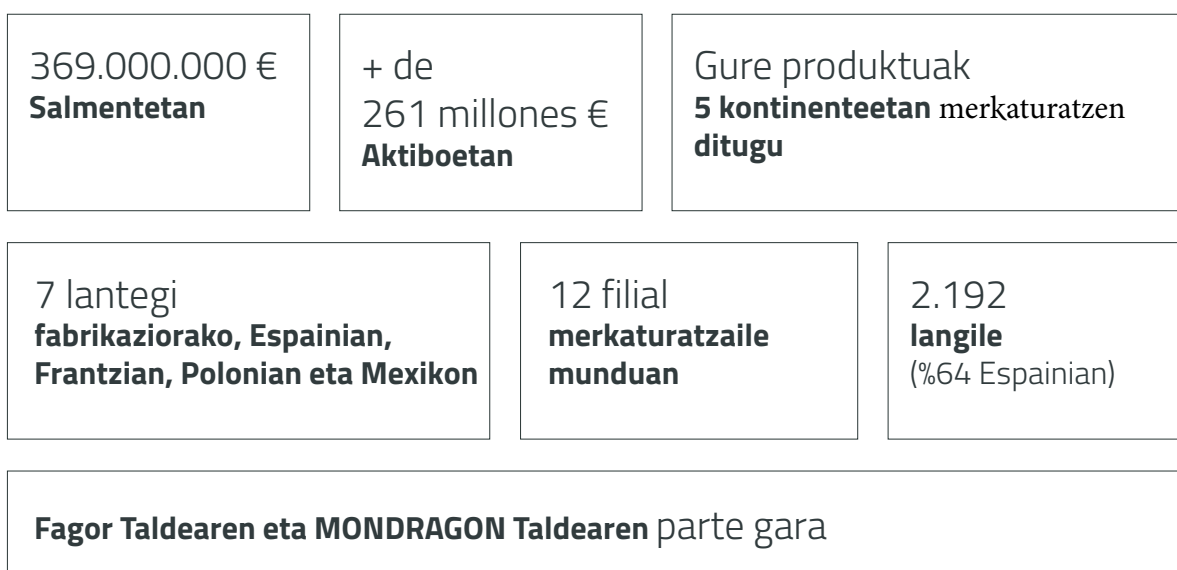 369.000.000 €
Salmentetan
+ de
261 millones €
Aktiboetan
Gure produktuak
5 kontinenteetan merkaturatzen
ditugu
7 lantegi
fabrikaziorako, Espainian,
Frantzian, Polonian eta Mexikon
12 filial
merkaturatzaile
munduan
2.192
langile
(%64 Espainian)
Fagor Taldearen eta MONDRAGON Taldearen parte gara